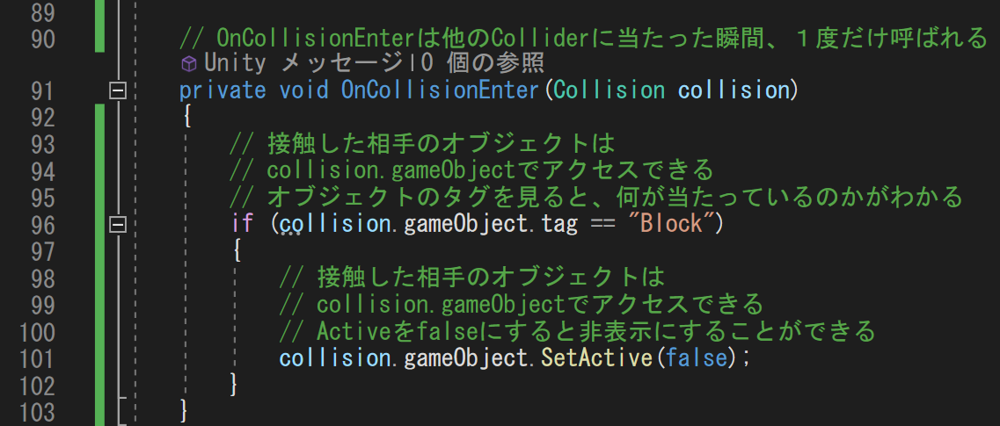 89
90 // OnCollisionEnterは他のColliderに当たった瞬間、１度だけ呼ばれる
Unity メッセージ|0 個の参照
91 private void OnCollisionEnter(Collision collision)
92 {
93 // 接触した相手のオブジェクトは
94 // collision.gameObjectでアクセスできる
95 // オブジェクトのタグを見ると、何が当たっているのかがわかる
96 if (collision.gameObject.tag == "Block")
97 {
98 // 接触した相手のオブジェクトは
99 // collision.gameObjectでアクセスできる
100 // Activeをfalseにすると非表示にすることができる
101 collision.gameObject.SetActive(false);
102 }
103 }